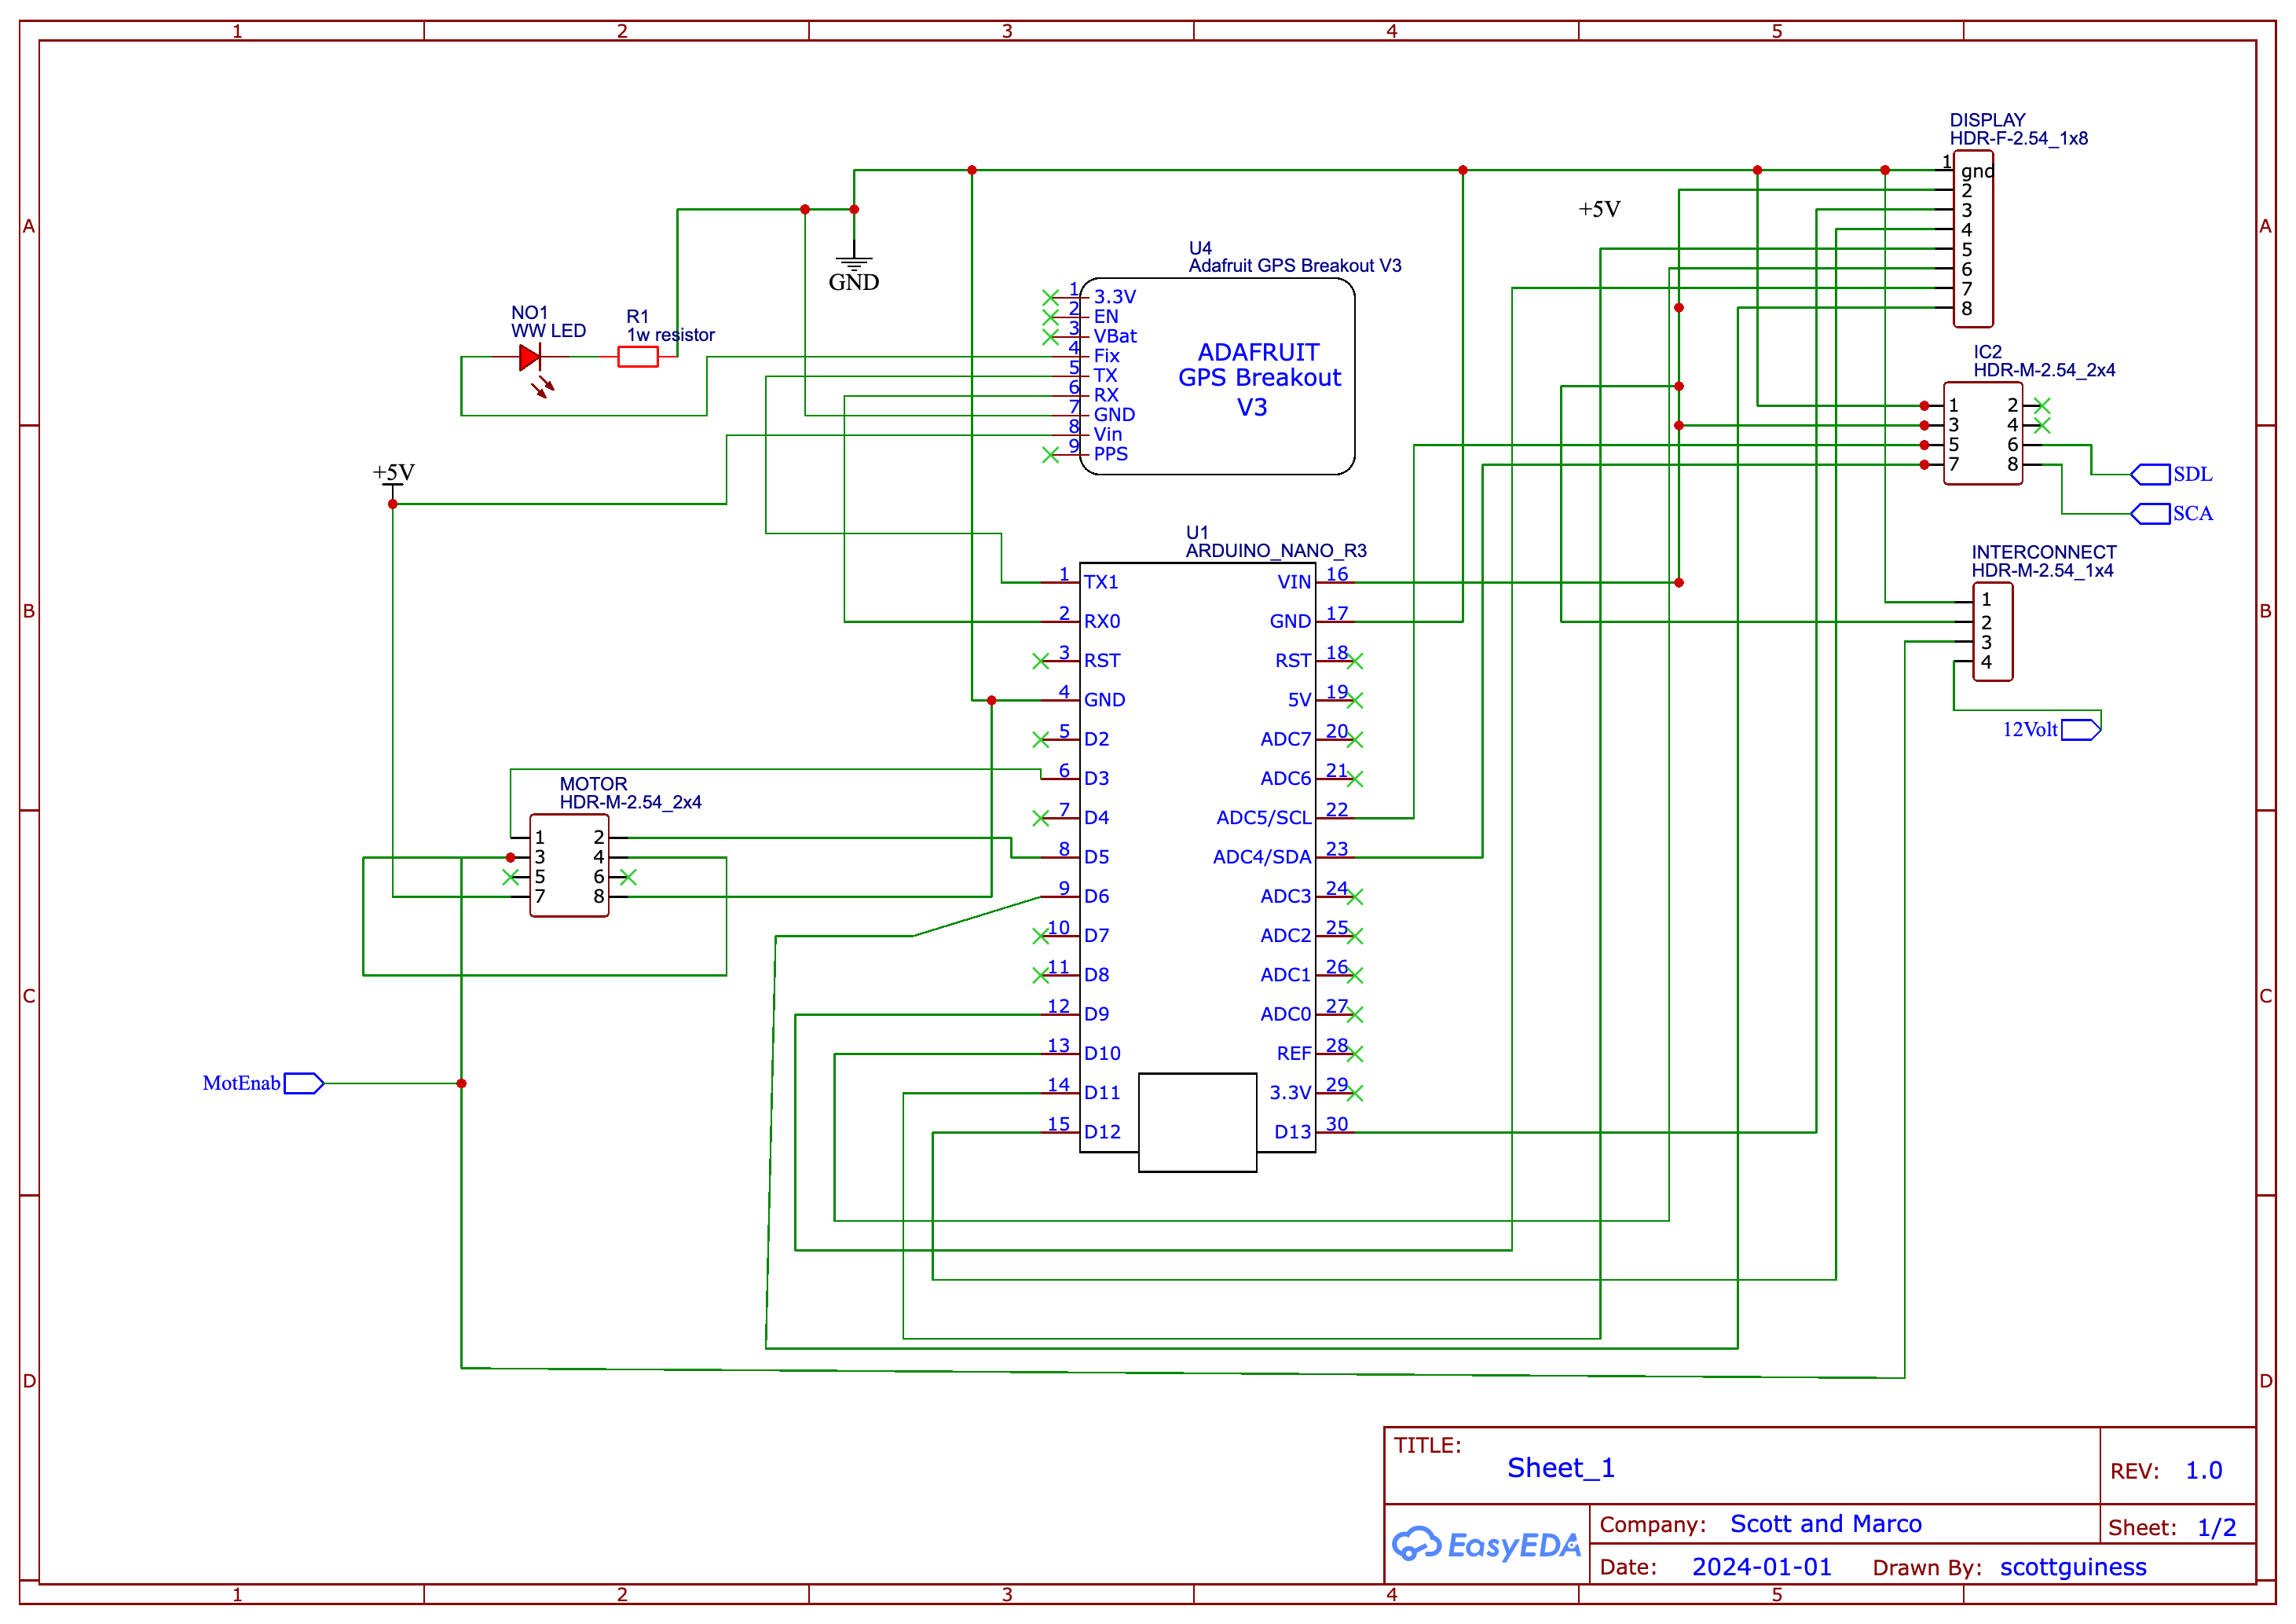 1 2 3 4 5
A A
B B
C C
D D
DISPLAY
HDR-F-2.54_1x8
1 gnd
2
3
4
5
6
7
8
+5V
GND
U4
Adafruit GPS Breakout V3
1 3.3V
2 EN
3 VBat
4 Fix
5 TX
6 RX
7 GND
8 Vin
9 PPS
ADAFRUIT
GPS Breakout
V3
NO1
WW LED
R1
1w resistor
IC2
HDR-M-2.54_2x4
1 2
3 4
5 6
7 8
SDL
SCA
+5V
INTERCONNECT
HDR-M-2.54_1x4
1
2
3
4
12Volt
U1
ARDUINO_NANO_R3
1 TX1 VIN 16
2 RX0 GND 17
3 RST RST 18
4 GND 5V 19
5 D2 ADC7 20
6 D3 ADC6 21
7 D4 ADC5/SCL 22
8 D5 ADC4/SDA 23
9 D6 ADC3 24
10 D7 ADC2 25
11 D8 ADC1 26
12 D9 ADC0 27
13 D10 REF 28
14 D11 3.3V 29
15 D12 D13 30
MOTOR
HDR-M-2.54_2x4
1 2
3 4
5 6
7 8
MotEnab
TITLE:
Sheet_1
REV: 1.0
EasyEDA
Company: Scott and Marco
Sheet: 1/2
Date: 2024-01-01 Drawn By: scottguiness
1 2 3 4 5